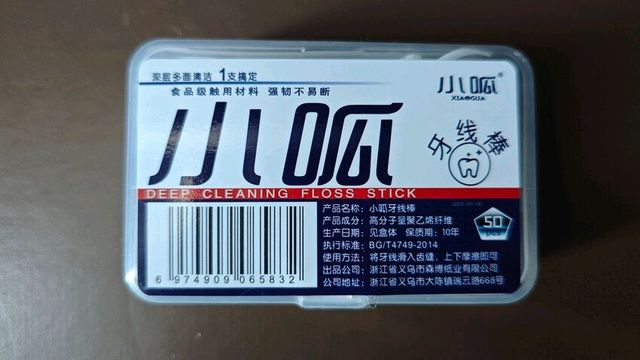 深层多面清洁 1支搞定
食品级触用材料 强韧不易断
小呱
DEEP CLEANING FLOSS STICK
小呱®
XIAOGUA
牙线棒
产品名称：小呱牙线棒
产品成分：高分子量聚乙烯纤维
生产日期：见盒体 保质期：10年
执行标准：BG/T4749-2014
使用方法：将牙线滑入齿缝，上下摩擦即可
出品公司：浙江省义乌市森博纸业有限公司
公司地址：浙江省义乌市大陈镇瑞云路668号
50
pcs
6 974909 065832